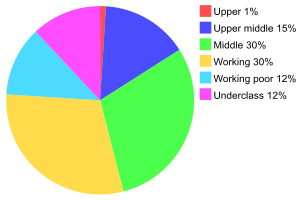 Upper 1%
Upper middle 15%
Middle 30%
Working 30%
Working poor 12%
Underclass 12%